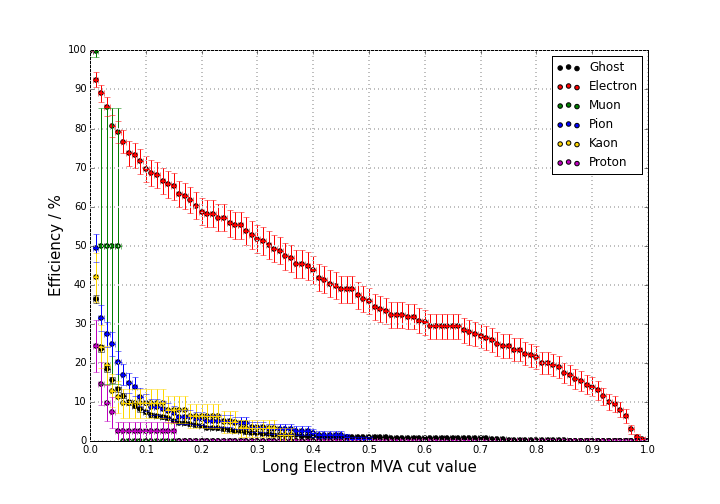 100
90
80
70
60
50
40
30
20
10
0
Efficiency / %
0.0 0.1 0.2 0.3 0.4 0.5 0.6 0.7 0.8 0.9 1.0
Long Electron MVA cut value
Ghost
Electron
Muon
Pion
Kaon
Proton